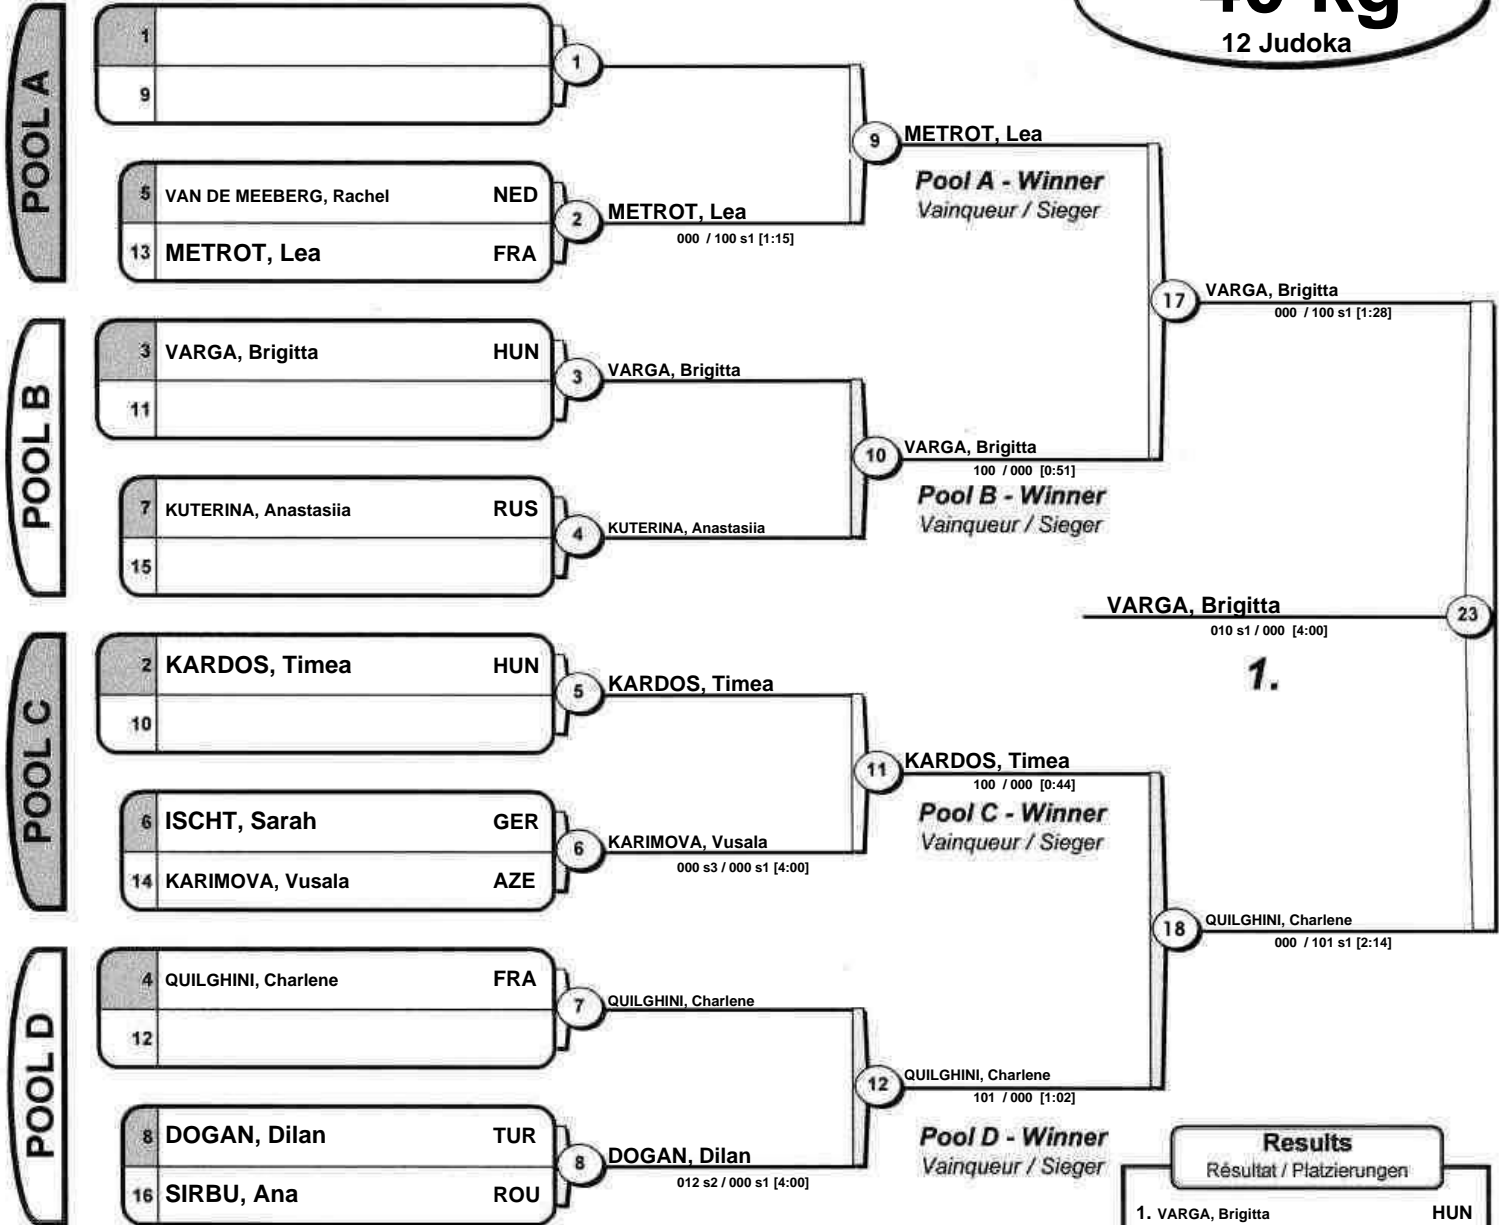 40 kg
12 Judoka
POOL A
1
9
1
5 VAN DE MEEBERG, Rachel NED
13 METROT, Lea FRA
2
METROT, Lea
000 / 100 s1 [1:15]
9
METROT, Lea
Pool A - Winner
Vainqueur / Sieger
17
VARGA, Brigitta
000 / 100 s1 [1:28]
POOL B
3 VARGA, Brigitta HUN
11
3
VARGA, Brigitta
10
VARGA, Brigitta
100 / 000 [0:51]
Pool B - Winner
Vainqueur / Sieger
7 KUTERINA, Anastasiia RUS
15
4
KUTERINA, Anastasiia
VARGA, Brigitta
010 s1 / 000 [4:00]
23
1.
POOL C
2 KARDOS, Timea HUN
10
5
KARDOS, Timea
11
KARDOS, Timea
100 / 000 [0:44]
Pool C - Winner
Vainqueur / Sieger
6 ISCHT, Sarah GER
14 KARIMOVA, Vusala AZE
6
KARIMOVA, Vusala
000 s3 / 000 s1 [4:00]
18
QUILGHINI, Charlene
000 / 101 s1 [2:14]
POOL D
4 QUILGHINI, Charlene FRA
12
7
QUILGHINI, Charlene
12
QUILGHINI, Charlene
101 / 000 [1:02]
Pool D - Winner
Vainqueur / Sieger
8 DOGAN, Dilan TUR
16 SIRBU, Ana ROU
8
DOGAN, Dilan
012 s2 / 000 s1 [4:00]
Results
Résultat / Platzierungen
1. VARGA, Brigitta HUN